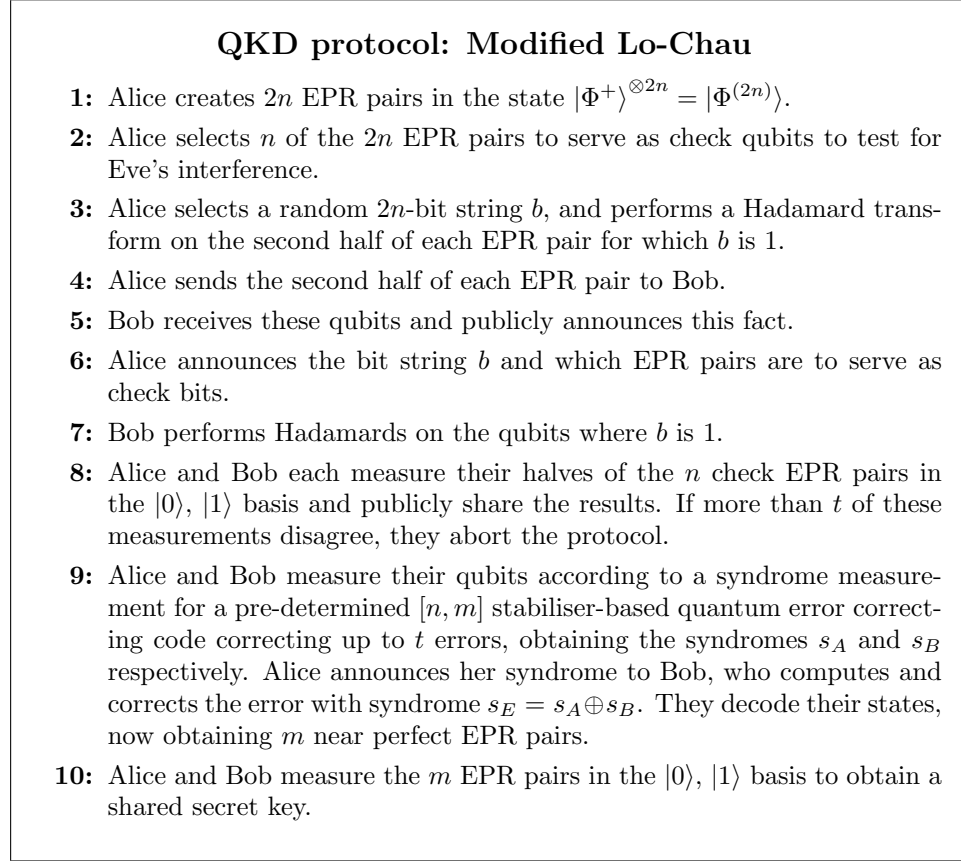 QKD protocol: Modified Lo-Chau
1: Alice creates 2n EPR pairs in the state |Φ⁺⟩^{⊗2n} = |Φ^{(2n)}⟩.
2: Alice selects n of the 2n EPR pairs to serve as check qubits to test for
Eve's interference.
3: Alice selects a random 2n-bit string b, and performs a Hadamard trans-
form on the second half of each EPR pair for which b is 1.
4: Alice sends the second half of each EPR pair to Bob.
5: Bob receives these qubits and publicly announces this fact.
6: Alice announces the bit string b and which EPR pairs are to serve as
check bits.
7: Bob performs Hadamards on the qubits where b is 1.
8: Alice and Bob each measure their halves of the n check EPR pairs in
the |0⟩, |1⟩ basis and publicly share the results. If more than t of these
measurements disagree, they abort the protocol.
9: Alice and Bob measure their qubits according to a syndrome measure-
ment for a pre-determined [n, m] stabiliser-based quantum error correct-
ing code correcting up to t errors, obtaining the syndromes s_A and s_B
respectively. Alice announces her syndrome to Bob, who computes and
corrects the error with syndrome s_E = s_A⊕s_B. They decode their states,
now obtaining m near perfect EPR pairs.
10: Alice and Bob measure the m EPR pairs in the |0⟩, |1⟩ basis to obtain a
shared secret key.